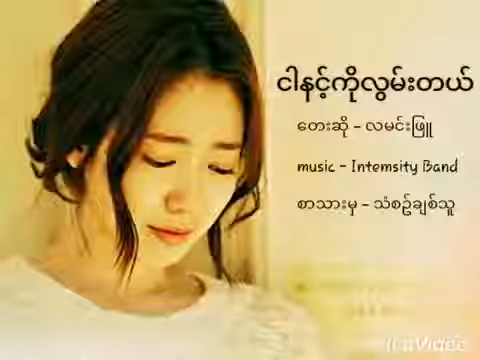 ငါနင့်ကိုလွမ်းတယ်
တေးဆို - လမင်းဖြူ
music - Intemsity Band
စာသားမှ - သံစဥ်ချစ်သူ
VivaVideo